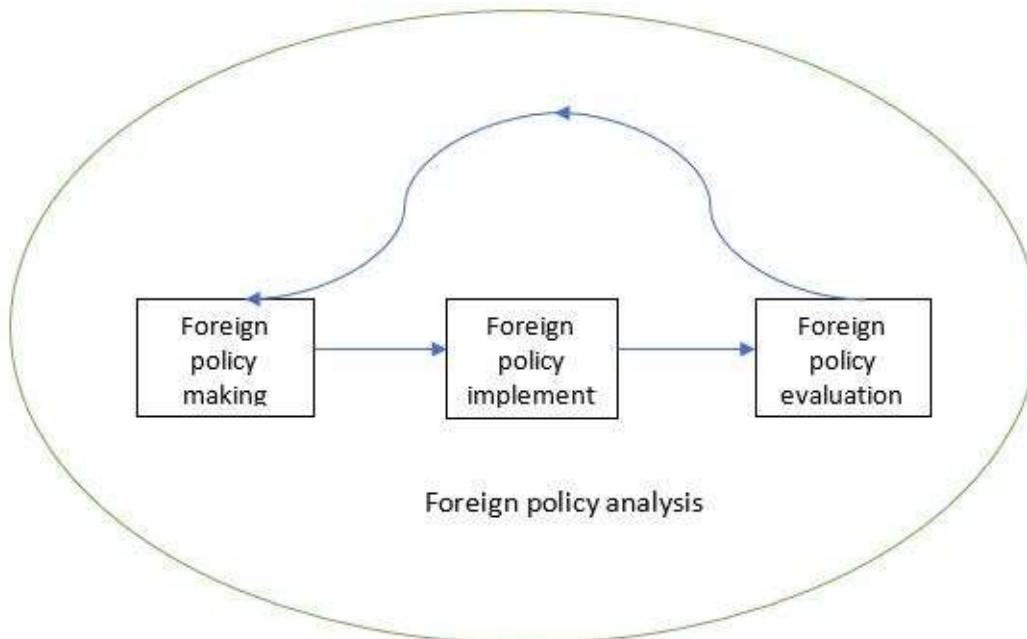 Foreign
policy
making
Foreign
policy
implement
Foreign
policy
evaluation
Foreign policy analysis